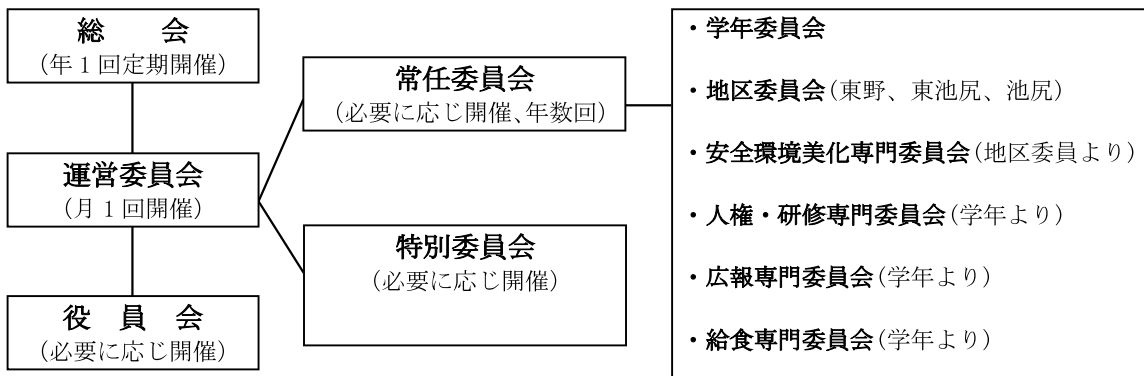 総　　会
(年1回定期開催)
運営委員会
(月1回開催)
役　員　会
(必要に応じ開催)
常任委員会
(必要に応じ開催、年数回)
特別委員会
(必要に応じ開催)
・学年委員会
・地区委員会(東野、東池尻、池尻)
・安全環境美化専門委員会(地区委員より)
・人権・研修専門委員会(学年より)
・広報専門委員会(学年より)
・給食専門委員会(学年より)